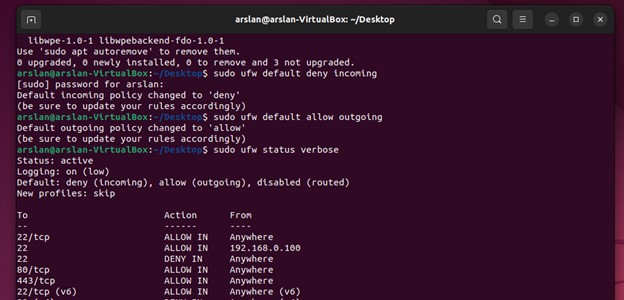 arslan@arslan-VirtualBox: ~/Desktop
libwpe-1.0-1 libwpebackend-fdo-1.0-1
Use 'sudo apt autoremove' to remove them.
0 upgraded, 0 newly installed, 0 to remove and 3 not upgraded.
arslan@arslan-VirtualBox:~/Desktop$ sudo ufw default deny incoming
[sudo] password for arslan:
Default incoming policy changed to 'deny'
(be sure to update your rules accordingly)
arslan@arslan-VirtualBox:~/Desktop$ sudo ufw default allow outgoing
Default outgoing policy changed to 'allow'
(be sure to update your rules accordingly)
arslan@arslan-VirtualBox:~/Desktop$ sudo ufw status verbose
Status: active
Logging: on (low)
Default: deny (incoming), allow (outgoing), disabled (routed)
New profiles: skip
To Action From
-- ------ ----
22/tcp ALLOW IN Anywhere
22 ALLOW IN 192.168.0.100
22 DENY IN Anywhere
80/tcp ALLOW IN Anywhere
443/tcp ALLOW IN Anywhere
22/tcp (v6) ALLOW IN Anywhere (v6)